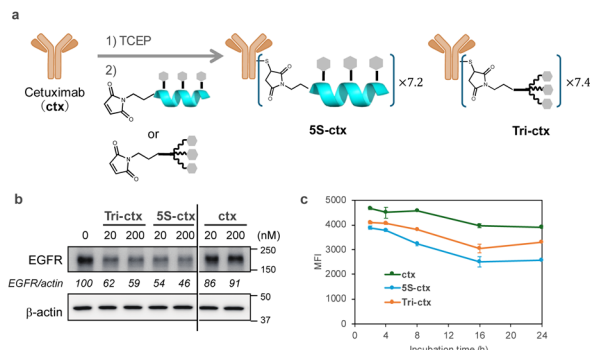 a
1) TCEP
2)
Cetuximab
(ctx)
or
×7.2
×7.4
5S-ctx
Tri-ctx
b
Tri-ctx 5S-ctx ctx
0 20 200 20 200 20 200 (nM)
EGFR
250
150
EGFR/actin 100 62 59 54 46 86 91
β-actin
50
37
c
MFI
5000
4000
3000
2000
1000
0
ctx
5S-ctx
Tri-ctx
0 4 8 12 16 20 24
Incubation time (h)